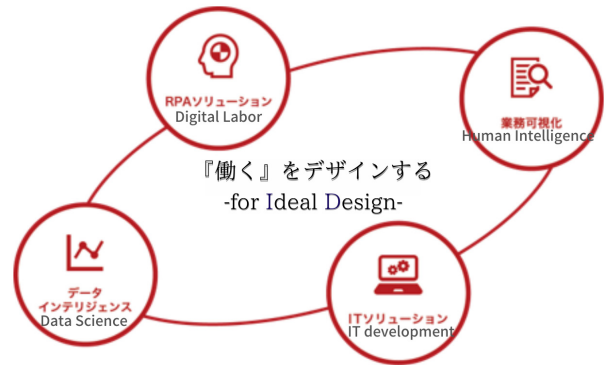 RPAソリューション
Digital Labor
業務可視化
Human Intelligence
『働く』をデザインする
-for Ideal Design-
データ
インテリジェンス
Data Science
ITソリューション
IT development